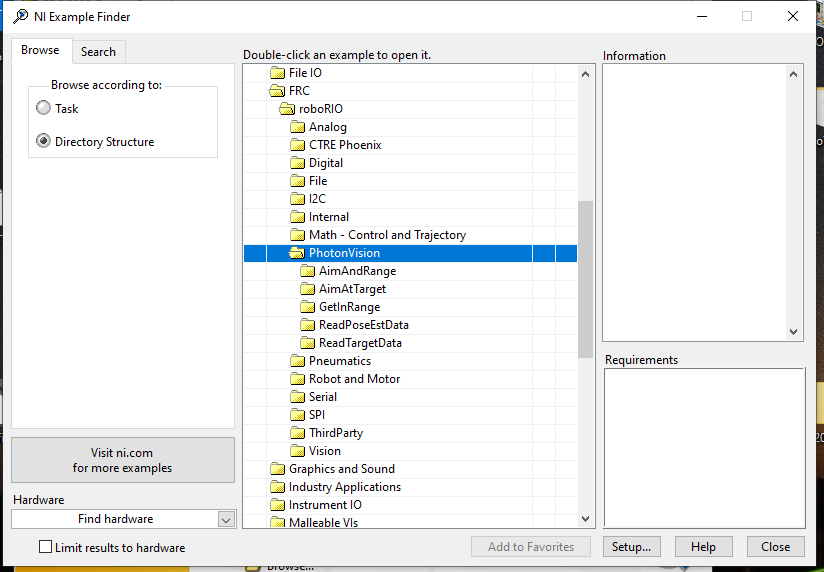 NI Example Finder
Browse
Search
Browse according to:
Task
Directory Structure
Visit ni.com
for more examples
Hardware
Find hardware
Limit results to hardware
Double-click an example to open it.
File IO
FRC
roboRIO
Analog
CTRE Phoenix
Digital
File
I2C
Internal
Math - Control and Trajectory
PhotonVision
AimAndRange
AimAtTarget
GetInRange
ReadPoseEstData
ReadTargetData
Pneumatics
Robot and Motor
Serial
SPI
ThirdParty
Vision
Graphics and Sound
Industry Applications
Instrument IO
Malleable VIs
Information
Requirements
Add to Favorites
Setup...
Help
Close
Browse...